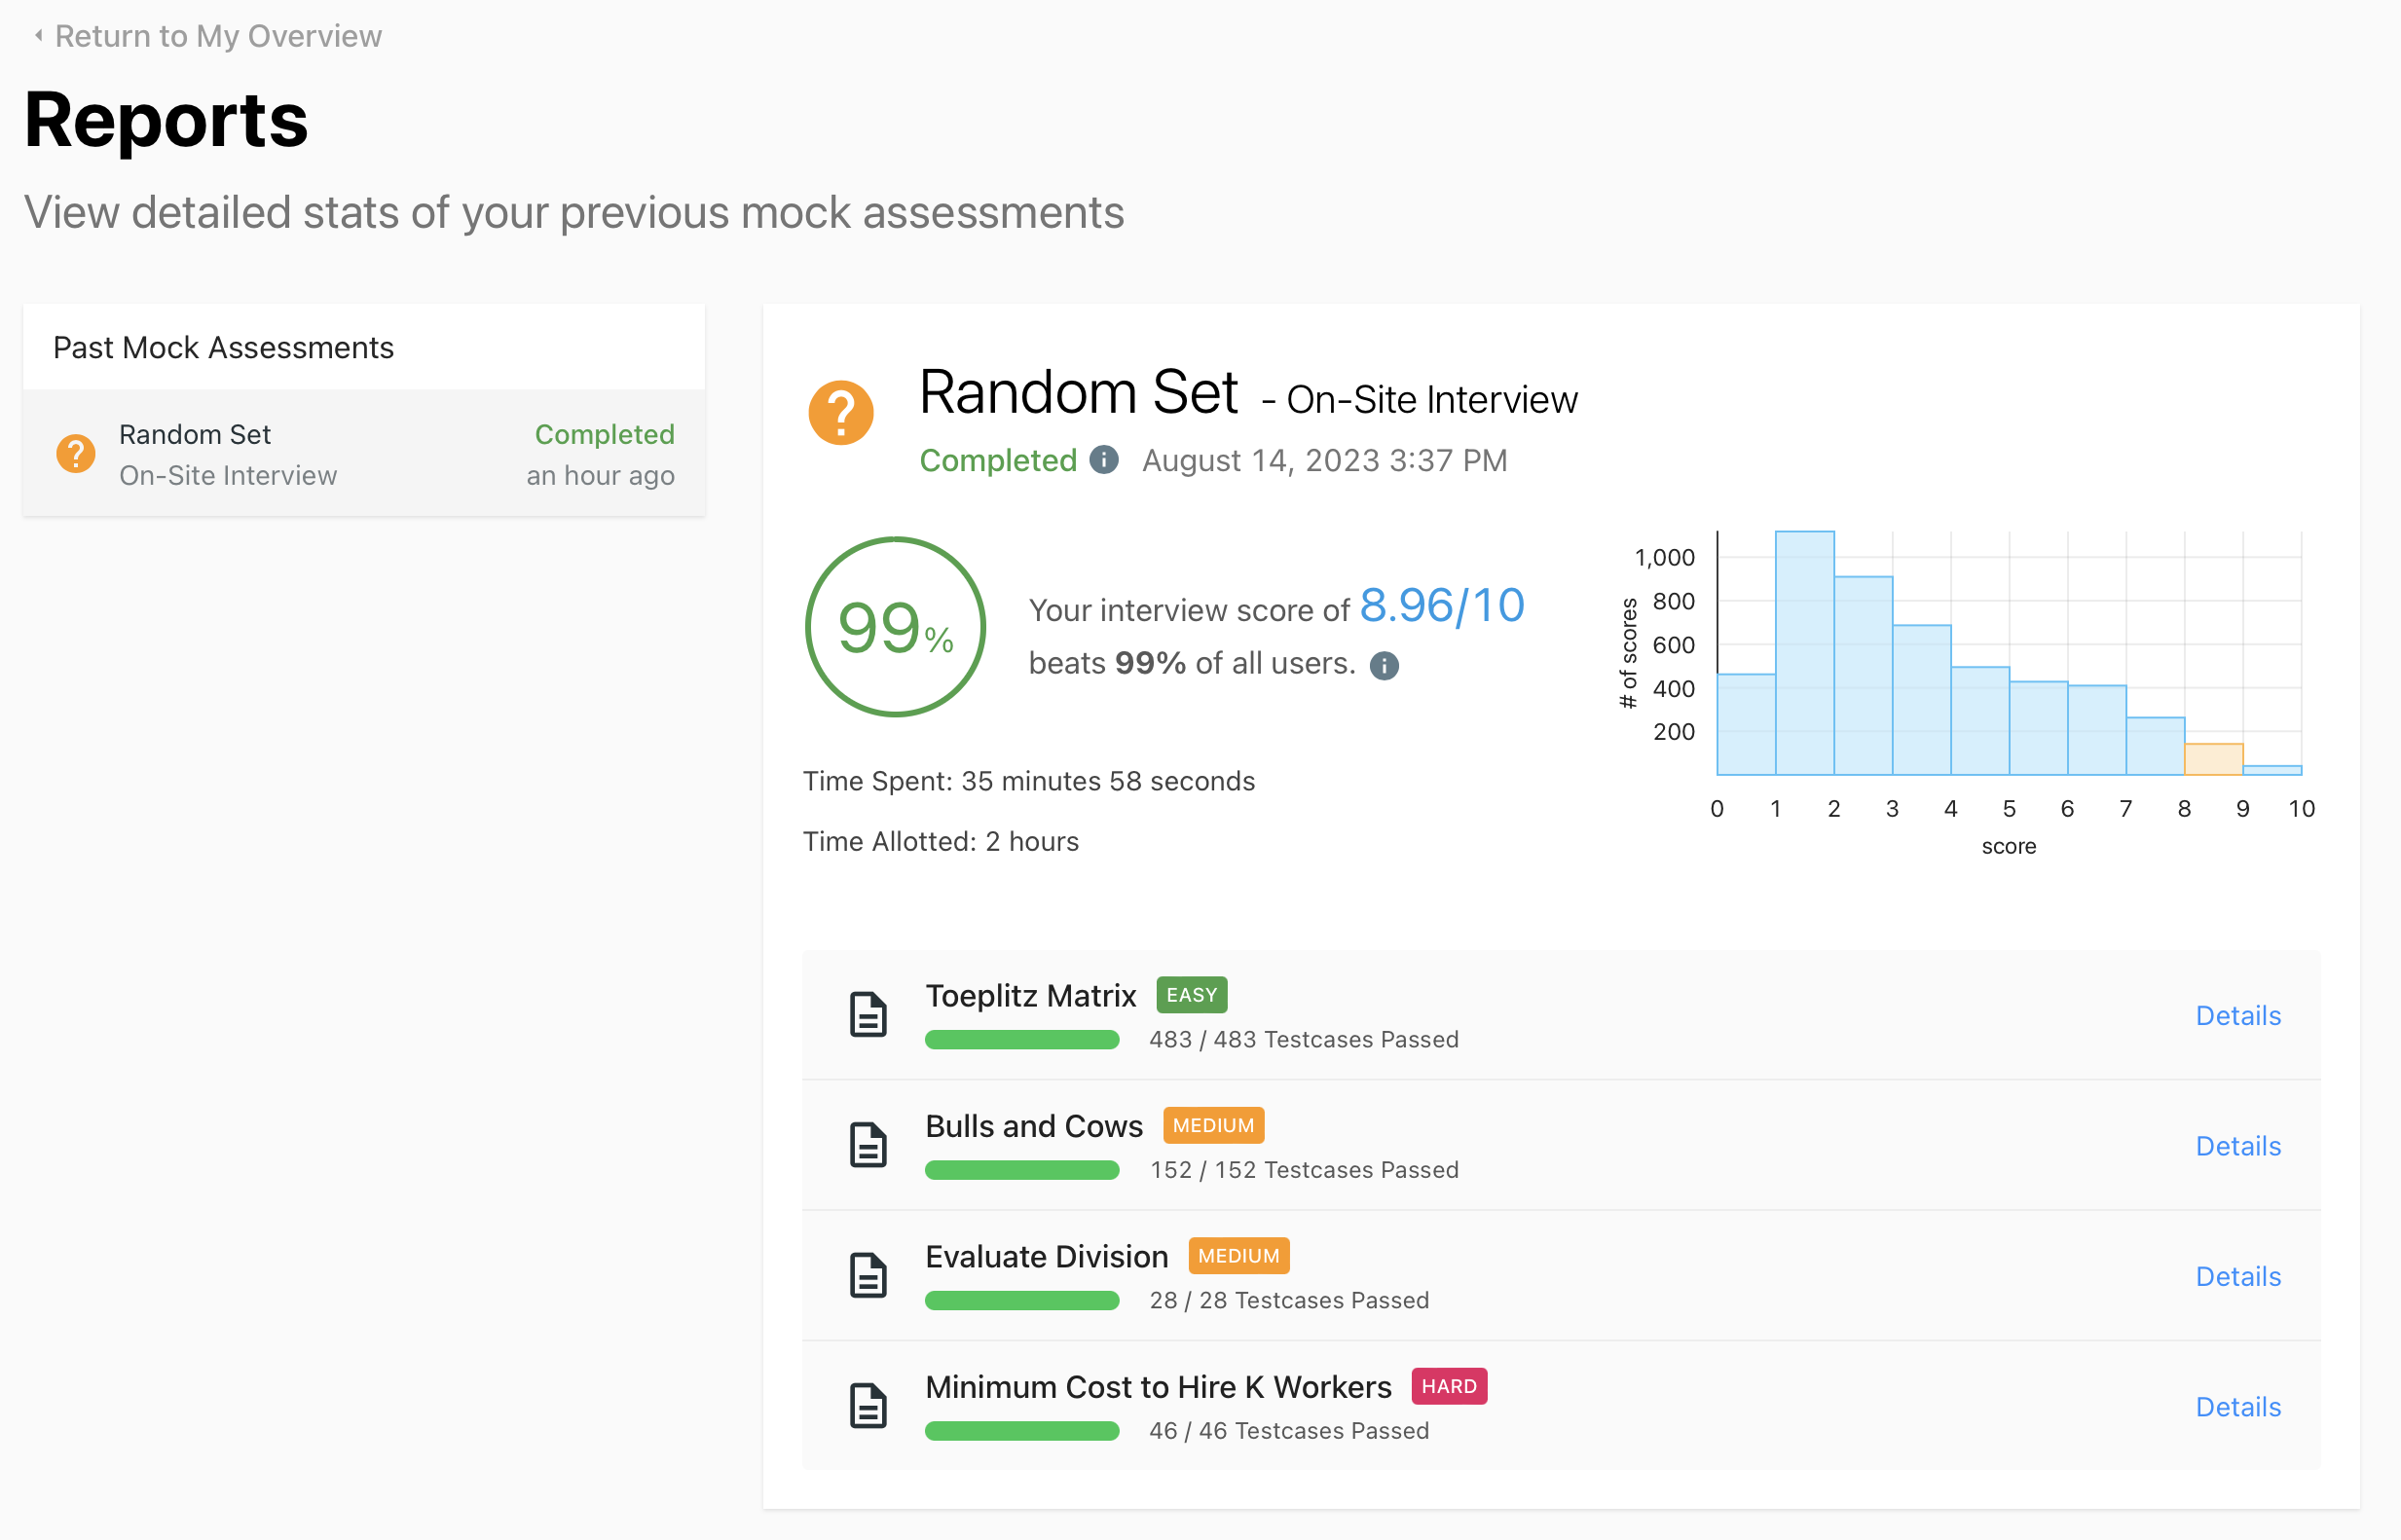 Return to My Overview
Reports
View detailed stats of your previous mock assessments
Past Mock Assessments
Random Set Completed
On-Site Interview an hour ago
Random Set - On-Site Interview
Completed August 14, 2023 3:37 PM
99%
Your interview score of 8.96/10
beats 99% of all users.
Time Spent: 35 minutes 58 seconds
Time Allotted: 2 hours
# of scores
1,000
800
600
400
200
0 1 2 3 4 5 6 7 8 9 10
score
Toeplitz Matrix EASY
483 / 483 Testcases Passed
Details
Bulls and Cows MEDIUM
152 / 152 Testcases Passed
Details
Evaluate Division MEDIUM
28 / 28 Testcases Passed
Details
Minimum Cost to Hire K Workers HARD
46 / 46 Testcases Passed
Details